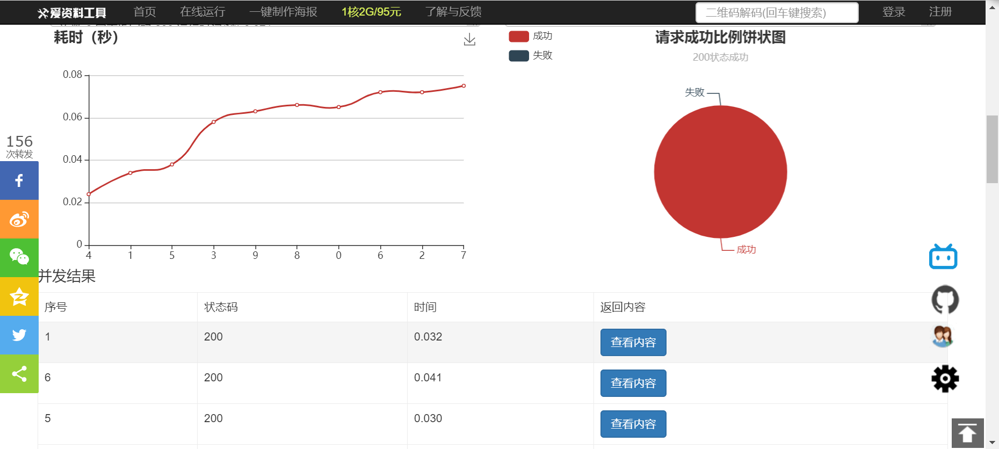 爱资料工具 首页 在线运行 一键制作海报 1核2G/95元 了解与反馈 二维码解码(回车键搜索) 登录 注册
耗时（秒）
0.08
0.06
0.04
0.02
0
4 1 5 3 9 8 0 6 2 7
成功
失败
请求成功比例饼状图
200状态成功
失败
成功
156
次转发
并发结果
序号 状态码 时间 返回内容
1 200 0.032 查看内容
6 200 0.041 查看内容
5 200 0.030 查看内容